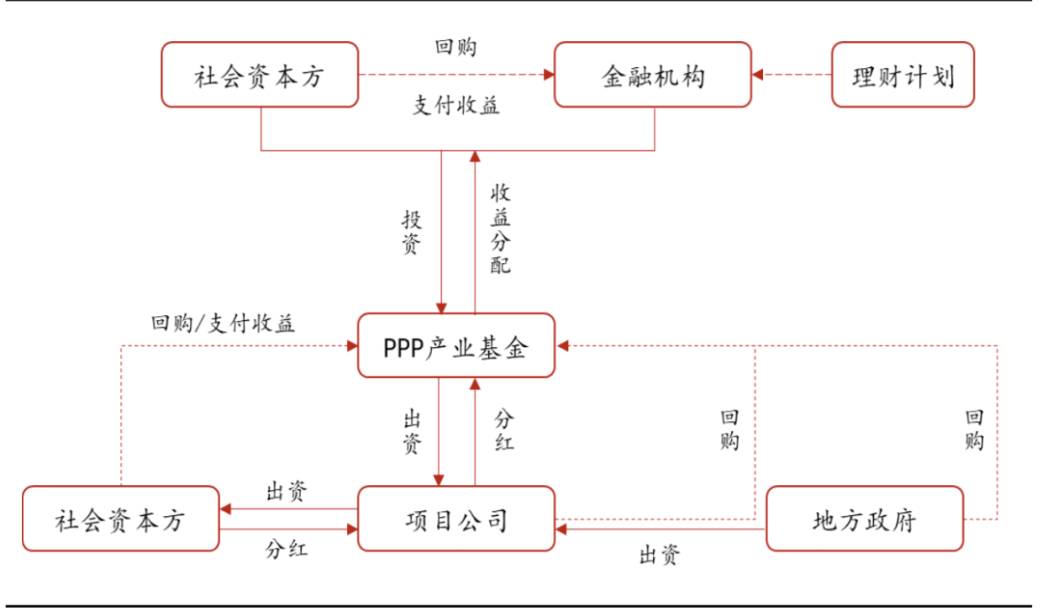 回购
社会资本方
金融机构
理财计划
支付收益
投资
收益分配
回购/支付收益
PPP产业基金
出资
分红
回购
回购
出资
社会资本方
项目公司
地方政府
分红
出资